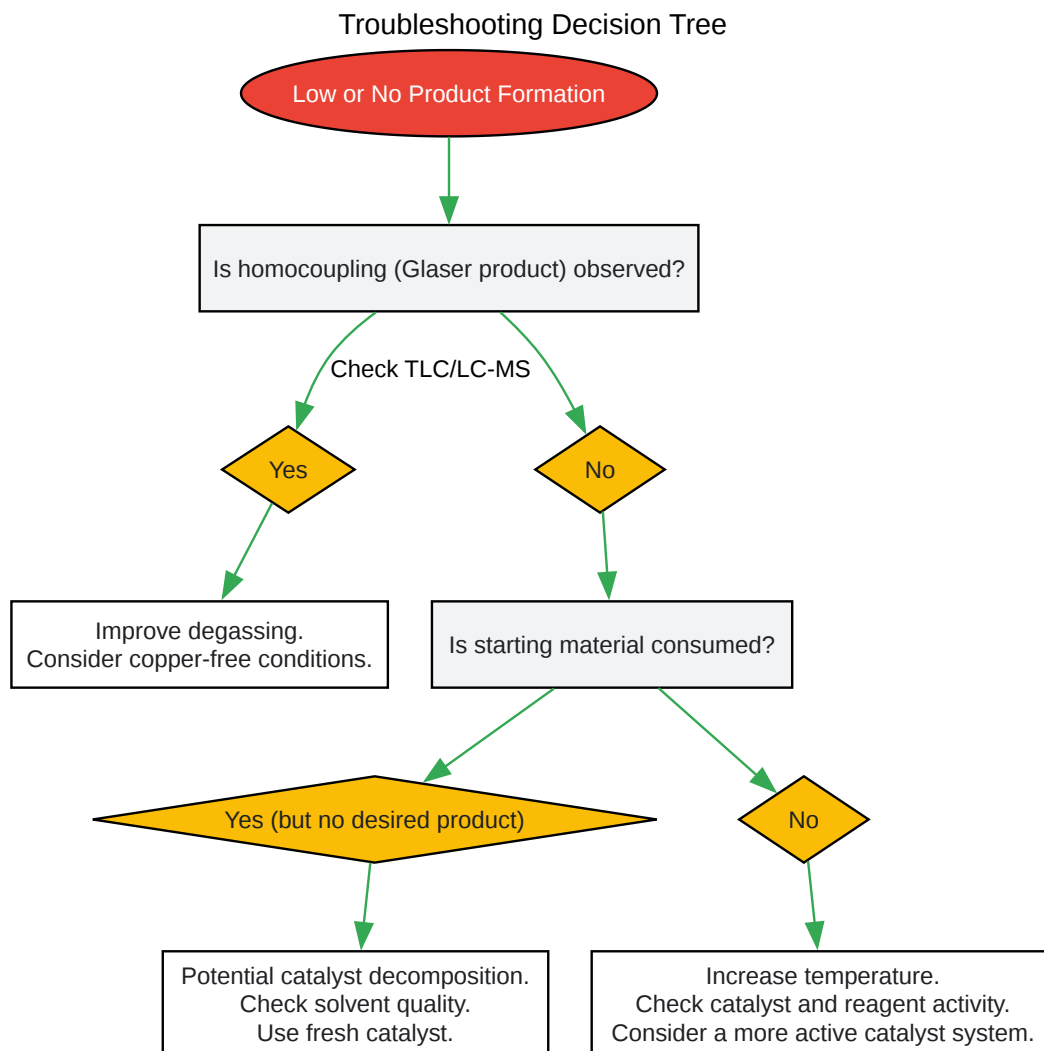 Troubleshooting Decision Tree
Low or No Product Formation
Is homocoupling (Glaser product) observed?
Check TLC/LC-MS
Yes
No
Improve degassing.
Consider copper-free conditions.
Is starting material consumed?
Yes (but no desired product)
No
Potential catalyst decomposition.
Check solvent quality.
Use fresh catalyst.
Increase temperature.
Check catalyst and reagent activity.
Consider a more active catalyst system.